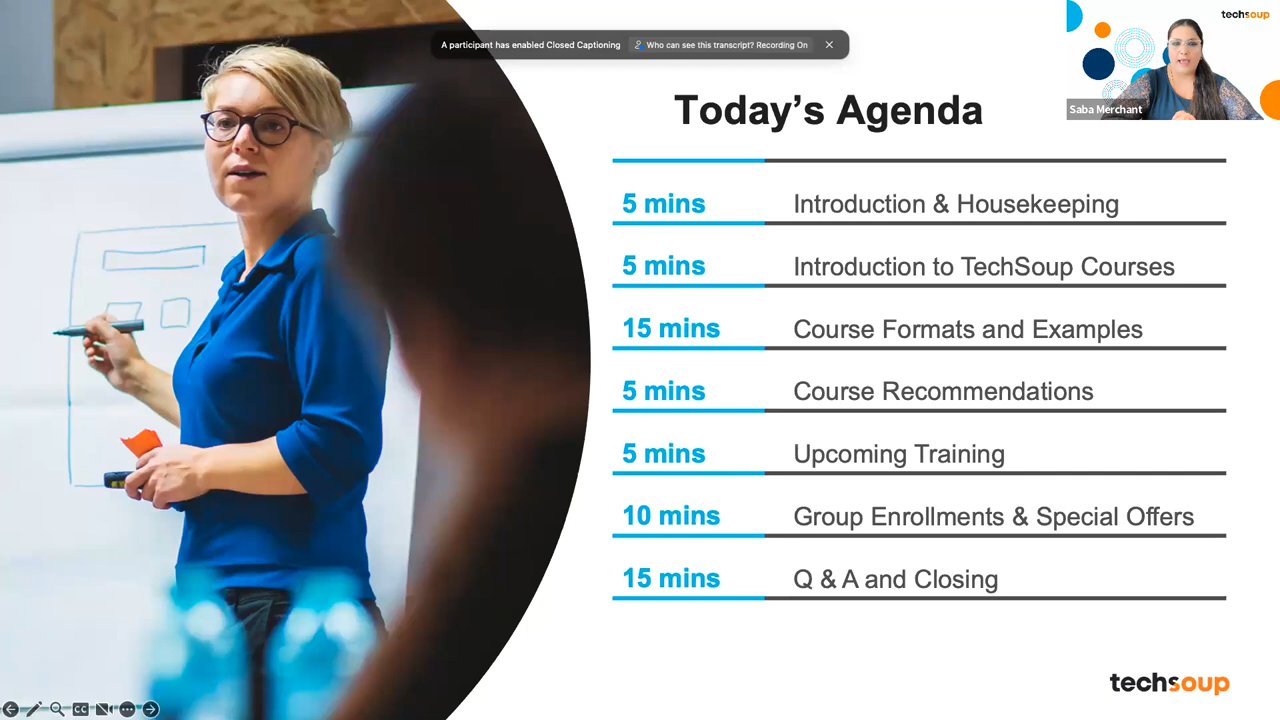 A participant has enabled Closed Captioning Who can see this transcript? Recording On
techsoup
Saba Merchant
Today's Agenda
5 mins Introduction & Housekeeping
5 mins Introduction to TechSoup Courses
15 mins Course Formats and Examples
5 mins Course Recommendations
5 mins Upcoming Training
10 mins Group Enrollments & Special Offers
15 mins Q & A and Closing
techsoup
CC